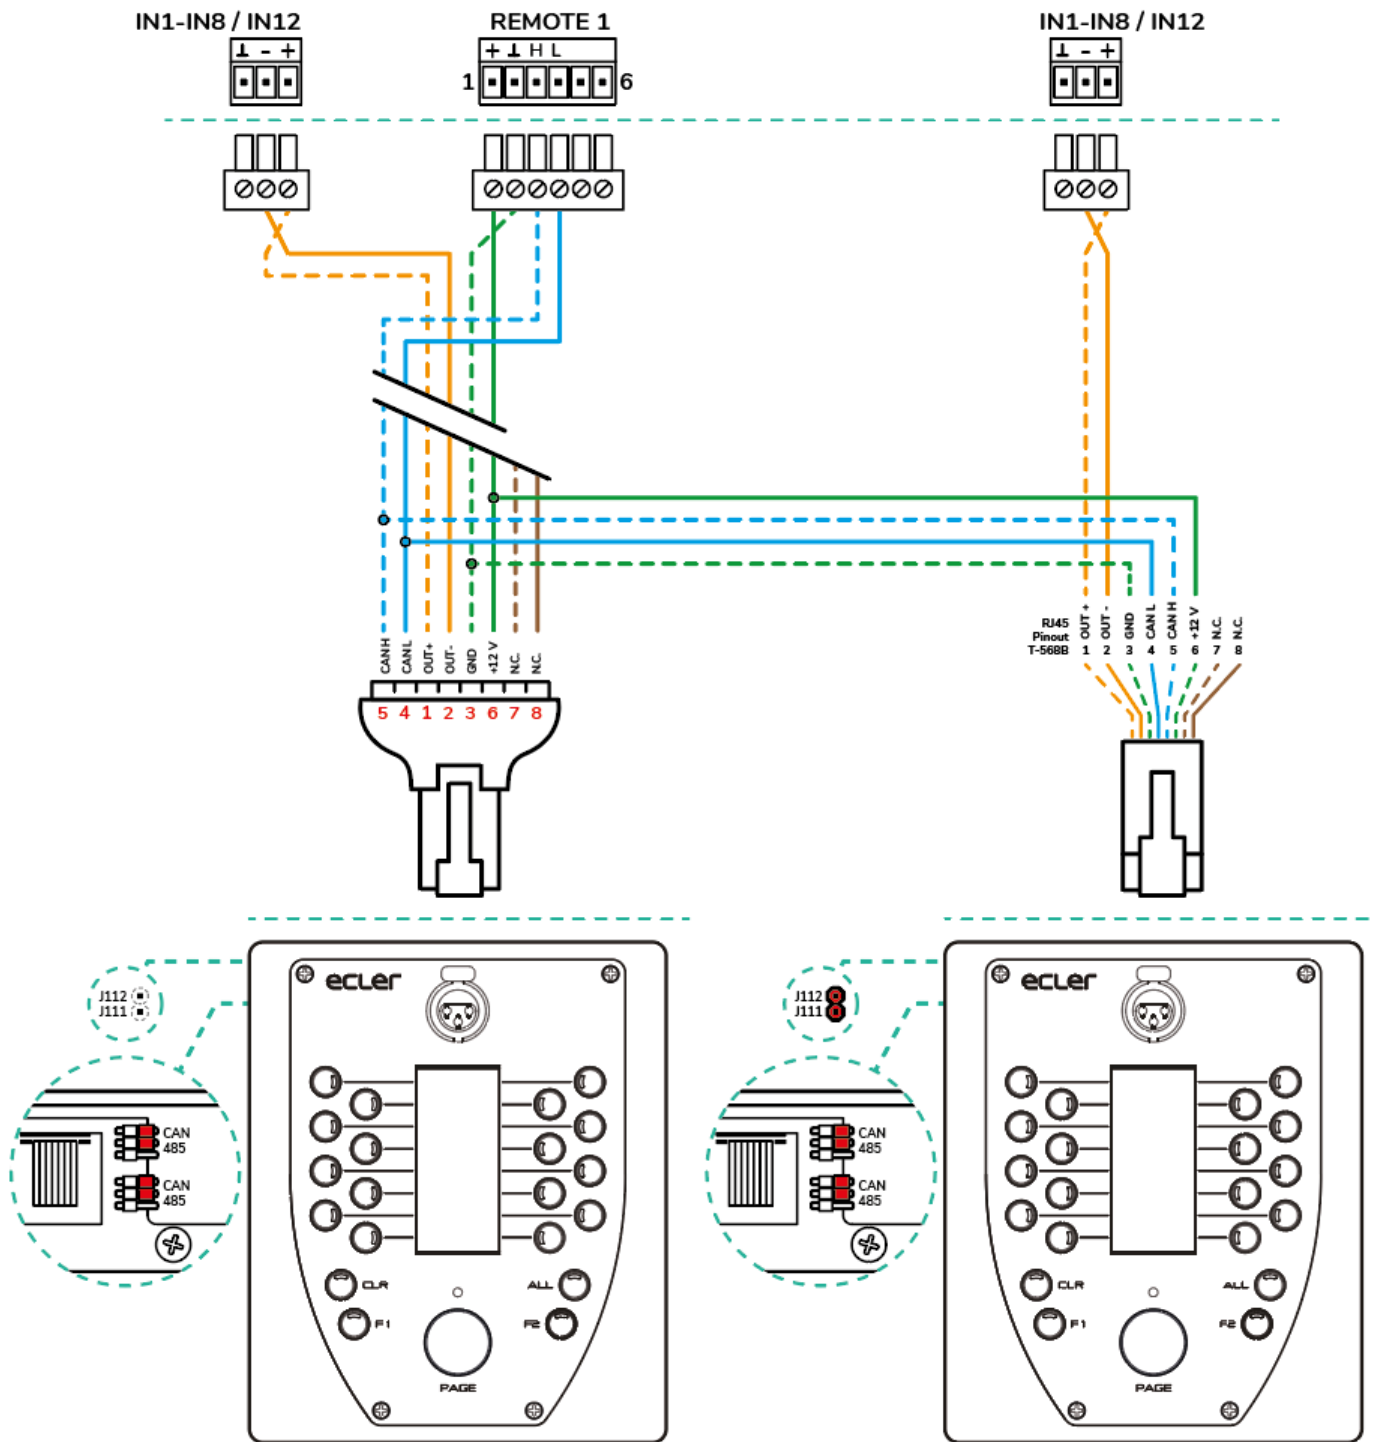 IN1-IN8 / IN12
REMOTE 1
IN1-IN8 / IN12
⊥ - +
+ ⊥ H L
⊥ - +
1
6
CAN H
CAN L
OUT+
OUT-
GND
+12 V
N.C.
N.C.
5 4 1 2 3 6 7 8
RJ45
Pinout
T-568B
OUT +
OUT -
GND
CAN L
CAN H
+12 V
N.C.
N.C.
1 2 3 4 5 6 7 8
J112
J111
CAN
485
CAN
485
ecler
CLR
ALL
F1
F2
PAGE
J112
J111
CAN
485
CAN
485
ecler
CLR
ALL
F1
F2
PAGE